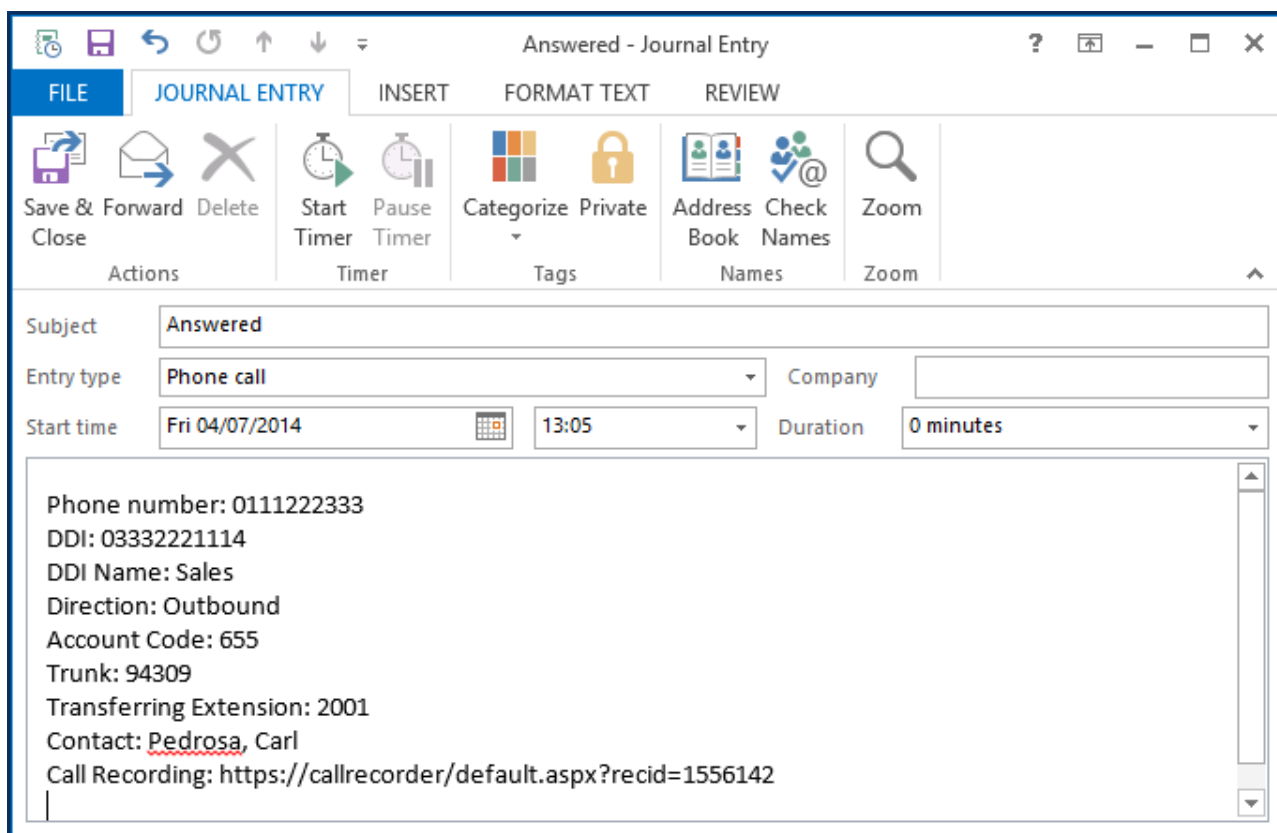 Answered - Journal Entry
?
FILE JOURNAL ENTRY INSERT FORMAT TEXT REVIEW
Save & Close Forward Delete Start Timer Pause Timer Categorize Private Address Book Check Names Zoom
Actions Timer Tags Names Zoom
Subject Answered
Entry type Phone call Company
Start time Fri 04/07/2014 13:05 Duration 0 minutes
Phone number: 0111222333
DDI: 03332221114
DDI Name: Sales
Direction: Outbound
Account Code: 655
Trunk: 94309
Transferring Extension: 2001
Contact: Pedrosa, Carl
Call Recording: https://callrecorder/default.aspx?recid=1556142